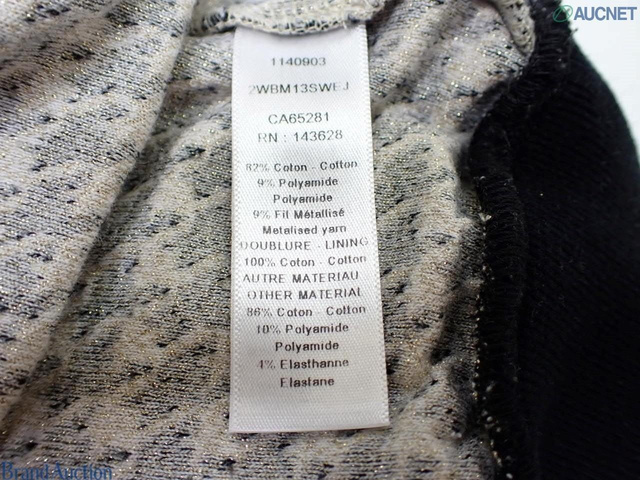 AUCNET
1140903
2WBM13SWEJ
CA65281
RN : 143628
82% Coton - Cotton
9% Polyamide
Polyamide
9% Fil Métallisé
Metalised yarn
DOUBLURE - LINING
100% Coton - Cotton
AUTRE MATERIAU
OTHER MATERIAL
86% Coton - Cotton
10% Polyamide
Polyamide
4% Elasthanne
Elastane
Brand Auction